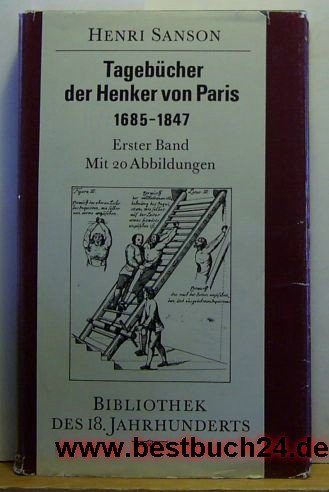 HENRI SANSON
Tagebücher
der Henker von Paris
1685-1847
Erster Band
Mit 20 Abbildungen
BIBLIOTHEK
DES 18. JAHRHUNDERTS
www.bestbuch24.de